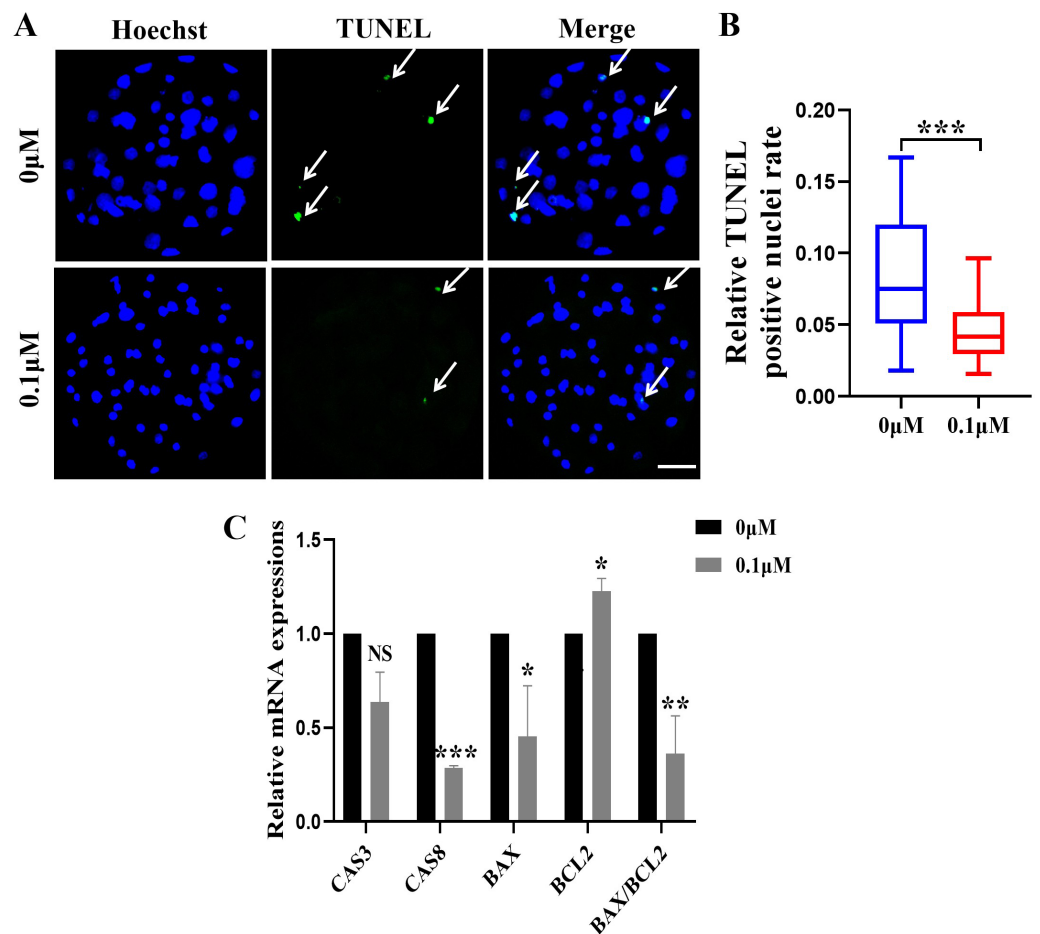 A
Hoechst
TUNEL
Merge
0μM
0.1μM
B
Relative TUNEL
positive nuclei rate
0.20
0.15
0.10
0.05
0.00
***
0μM
0.1μM
C
Relative mRNA expressions
1.5
1.0
0.5
0.0
NS
***
*
*
**
CAS3
CAS8
BAX
BCL2
BAX/BCL2
0μM
0.1μM